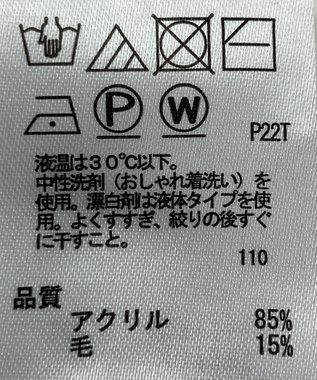 P W
P22T
液温は30℃以下。
中性洗剤（おしゃれ着洗い）を
使用。漂白剤は液体タイプを使
用。よくすすぎ、絞りの後すぐ
に干すこと。
110
品質
アクリル 85%
毛 15%